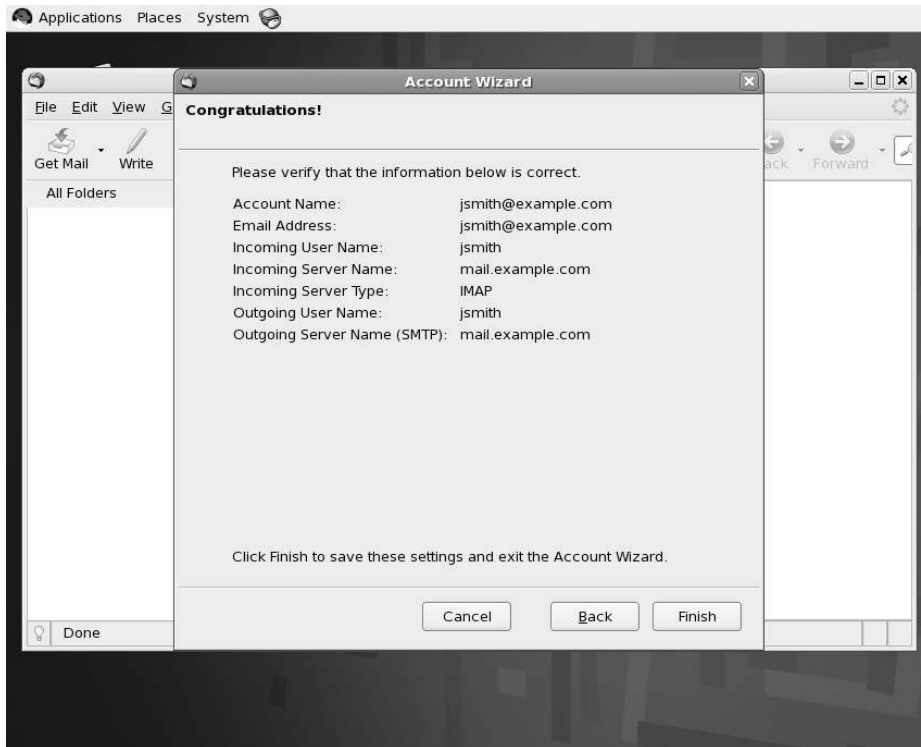 Applications Places System
Account Wizard
File Edit View G
Congratulations!
Get Mail Write
Forward
All Folders
Please verify that the information below is correct.
Account Name: jsmith@example.com
Email Address: jsmith@example.com
Incoming User Name: jsmith
Incoming Server Name: mail.example.com
Incoming Server Type: IMAP
Outgoing User Name: jsmith
Outgoing Server Name (SMTP): mail.example.com
Click Finish to save these settings and exit the Account Wizard.
Cancel Back Finish
Done